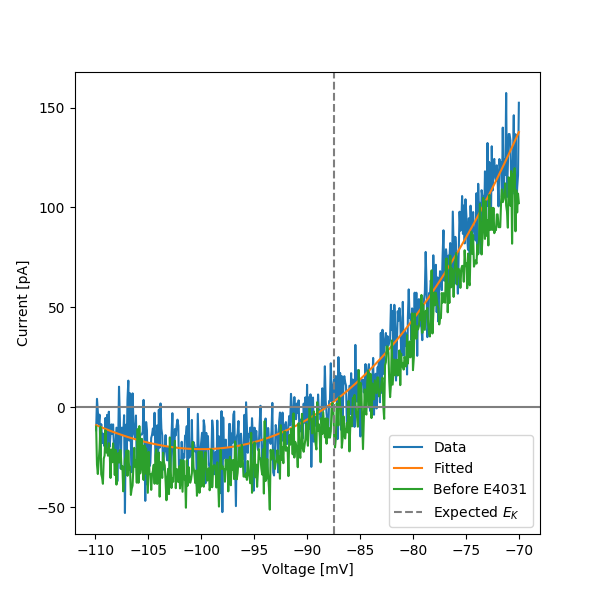 150
100
50
0
−50
Current [pA]
−110 −105 −100 −95 −90 −85 −80 −75 −70
Voltage [mV]
Data
Fitted
Before E4031
Expected E_K